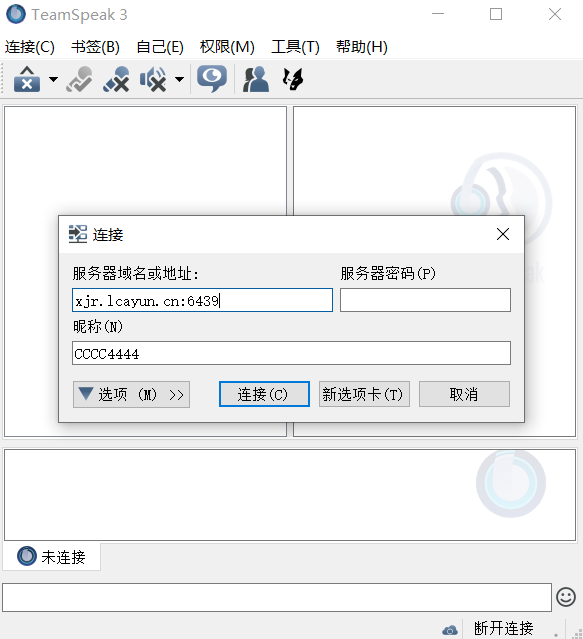 TeamSpeak 3
连接(C) 书签(B) 自己(E) 权限(M) 工具(T) 帮助(H)
连接
服务器域名或地址: 服务器密码(P)
xjr.lcayun.cn:6439
昵称(N)
CCCC4444
选项 (M) >> 连接(C) 新选项卡(T) 取消
未连接
断开连接